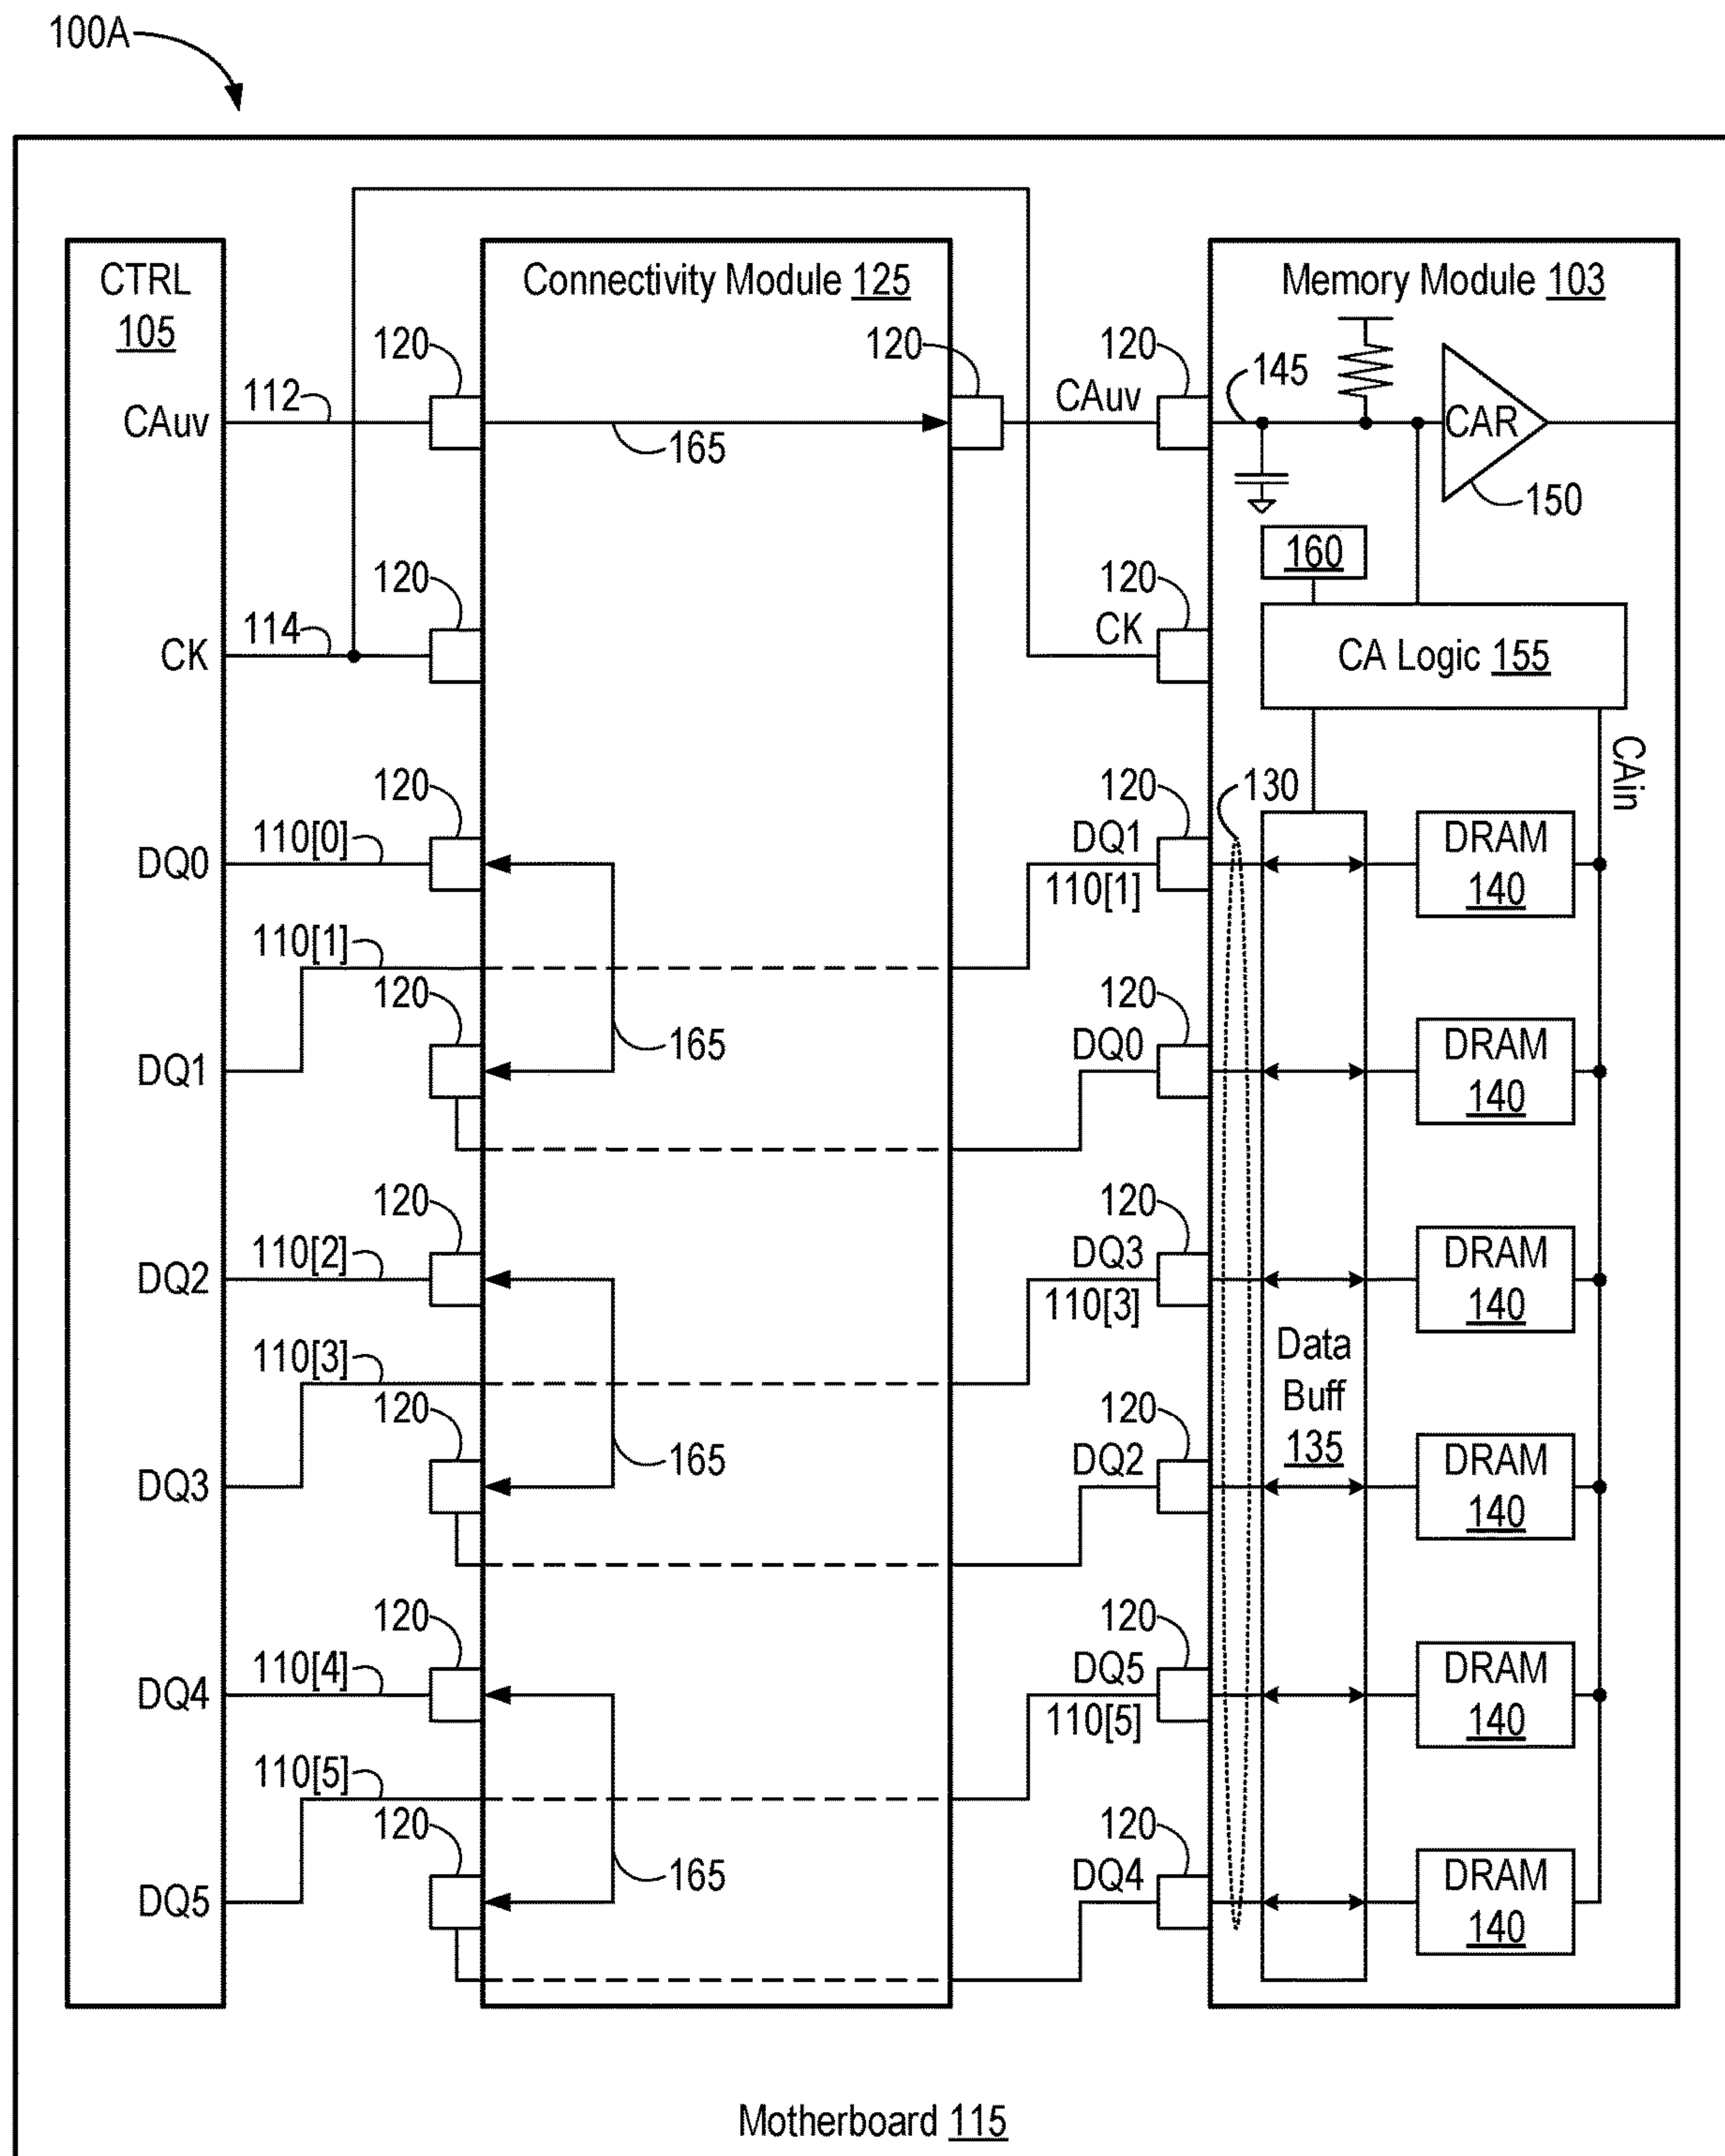 100A
CTRL
105
Connectivity Module 125
Memory Module 103
120
120
120
145
CAuv
112
165
CAuv
CAR
150
160
120
120
CK
114
CK
CA Logic 155
CAin
120
130
120
DQ0
110[0]
DQ1
110[1]
DRAM
140
110[1]
120
120
DQ1
165
DQ0
DRAM
140
120
120
DQ2
110[2]
DQ3
110[3]
DRAM
140
110[3]
Data
Buff
135
120
120
DQ3
165
DQ2
DRAM
140
120
120
DQ4
110[4]
DQ5
110[5]
DRAM
140
110[5]
120
120
DQ5
165
DQ4
DRAM
140
Motherboard 115